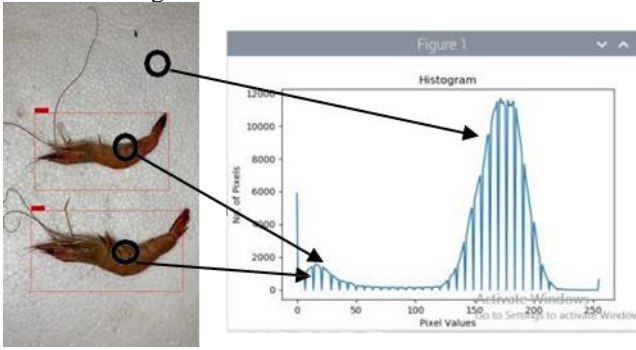 Figure 1
Histogram
12000
10000
8000
6000
4000
2000
0
No. of Pixels
0 50 100 150 200 250
Pixel Values
Activate Windows
Go to Settings to activate Window